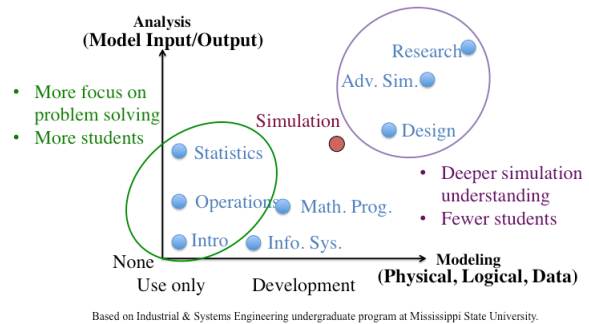 Analysis
(Model Input/Output)
Research
• More focus on
problem solving
• More students
Adv. Sim.
Simulation
Design
Statistics
• Deeper simulation
understanding
• Fewer students
Operations
Math. Prog.
Intro
Info. Sys.
None
Modeling
(Physical, Logical, Data)
Use only
Development
Based on Industrial & Systems Engineering undergraduate program at Mississippi State University.